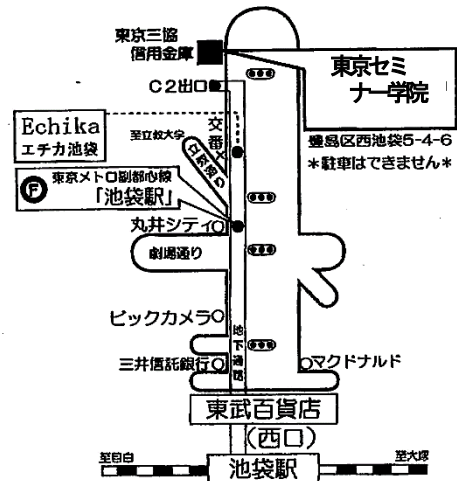 東京三協
信用金庫
東京セミ
ナー学院
C2出口
豊島区西池袋5-4-6
*駐車はできません*
Echika
エチカ池袋
至立教大学
交番
立教通り
F
東京メトロ副都心線
「池袋駅」
丸井シティ
劇場通り
ビックカメラ
地下通路
三井信託銀行
マクドナルド
東武百貨店
(西口)
至目白
至大塚
池袋駅